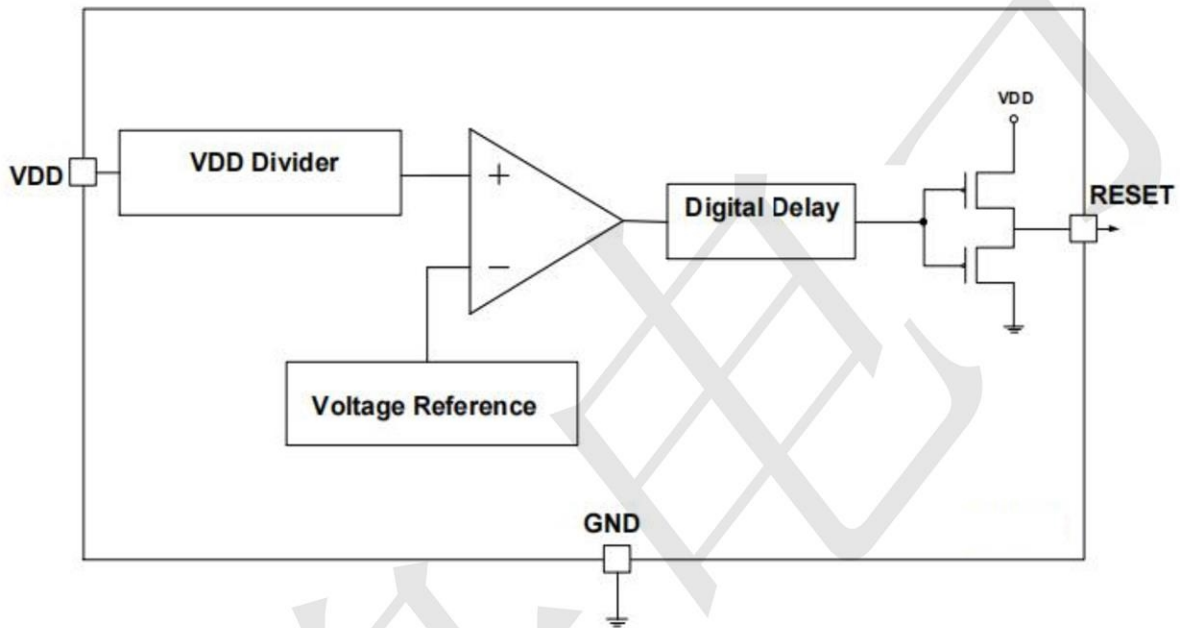 VDD
VDD Divider
VDD
+
Digital Delay
RESET
−
Voltage Reference
GND